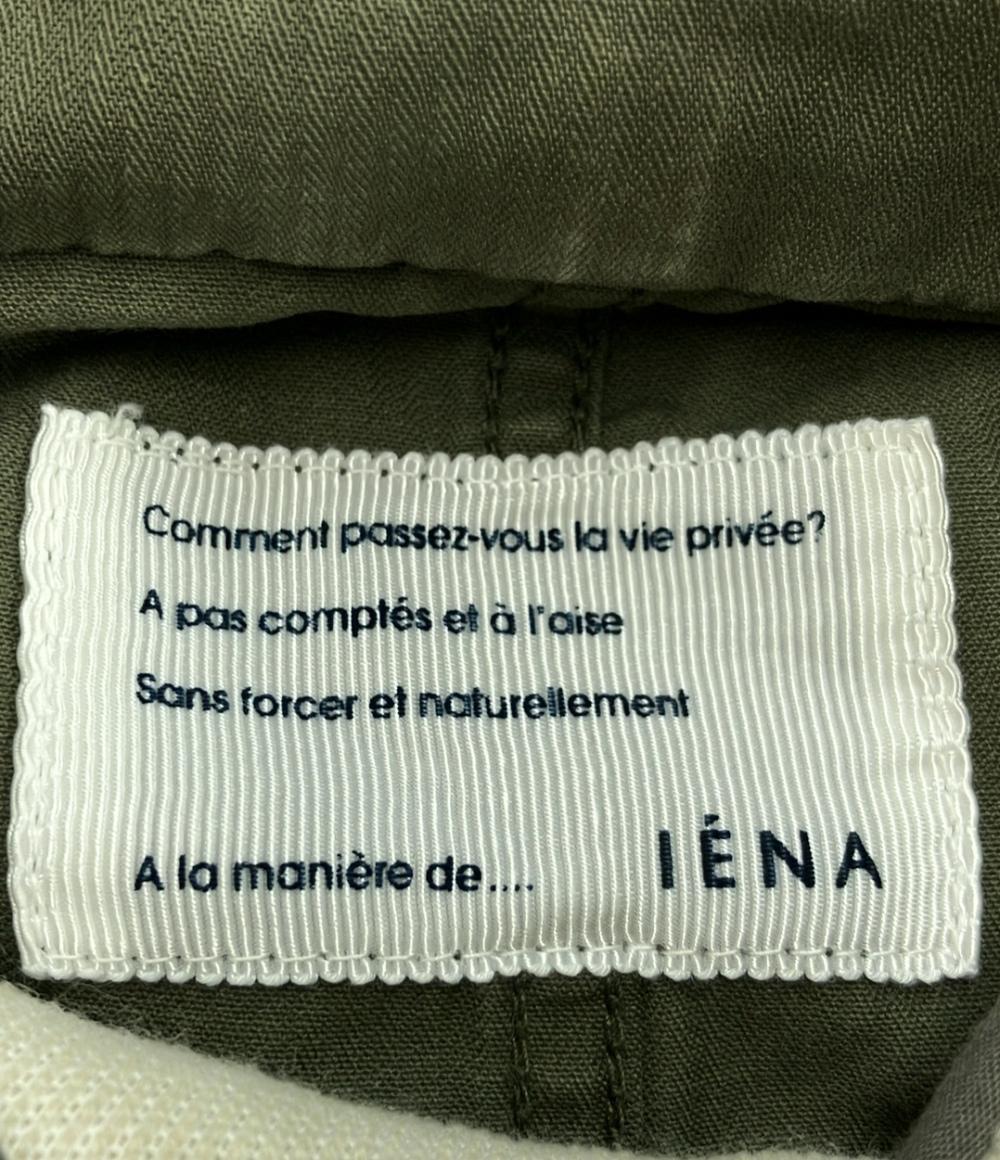 Comment passez-vous la vie privée?
A pas comptés et à l'aise
Sans forcer et naturellement
A la manière de.... IÉNA